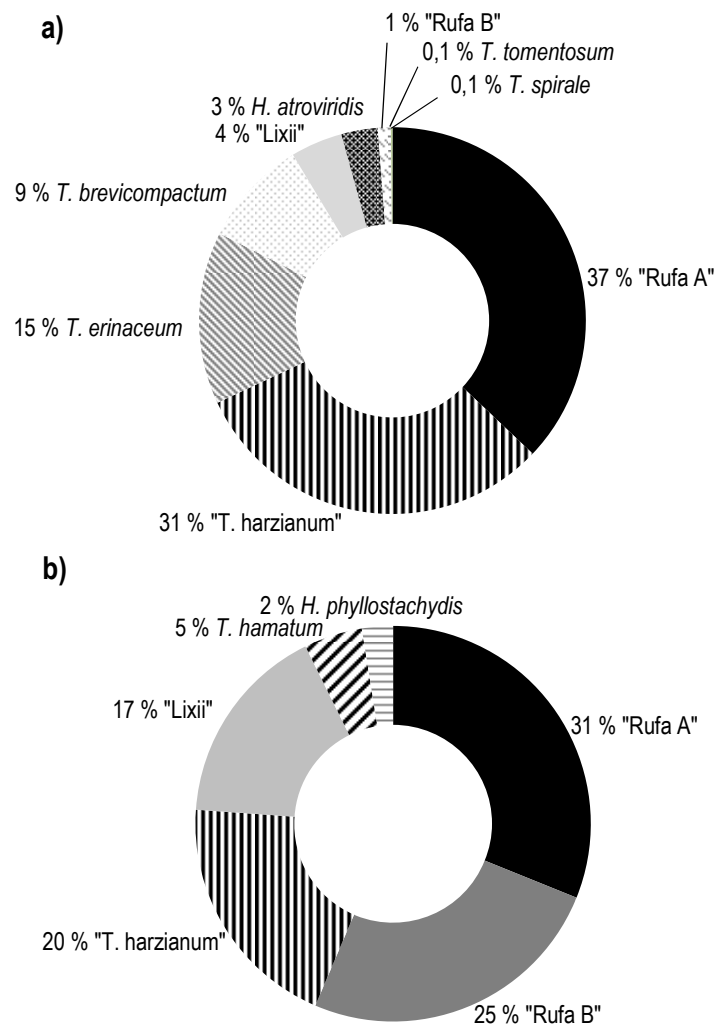 a)
1 % "Rufa B"
0,1 % T. tomentosum
0,1 % T. spirale
3 % H. atroviridis
4 % "Lixii"
9 % T. brevicompactum
37 % "Rufa A"
15 % T. erinaceum
31 % "T. harzianum"
b)
2 % H. phyllostachydis
5 % T. hamatum
17 % "Lixii"
31 % "Rufa A"
20 % "T. harzianum"
25 % "Rufa B"